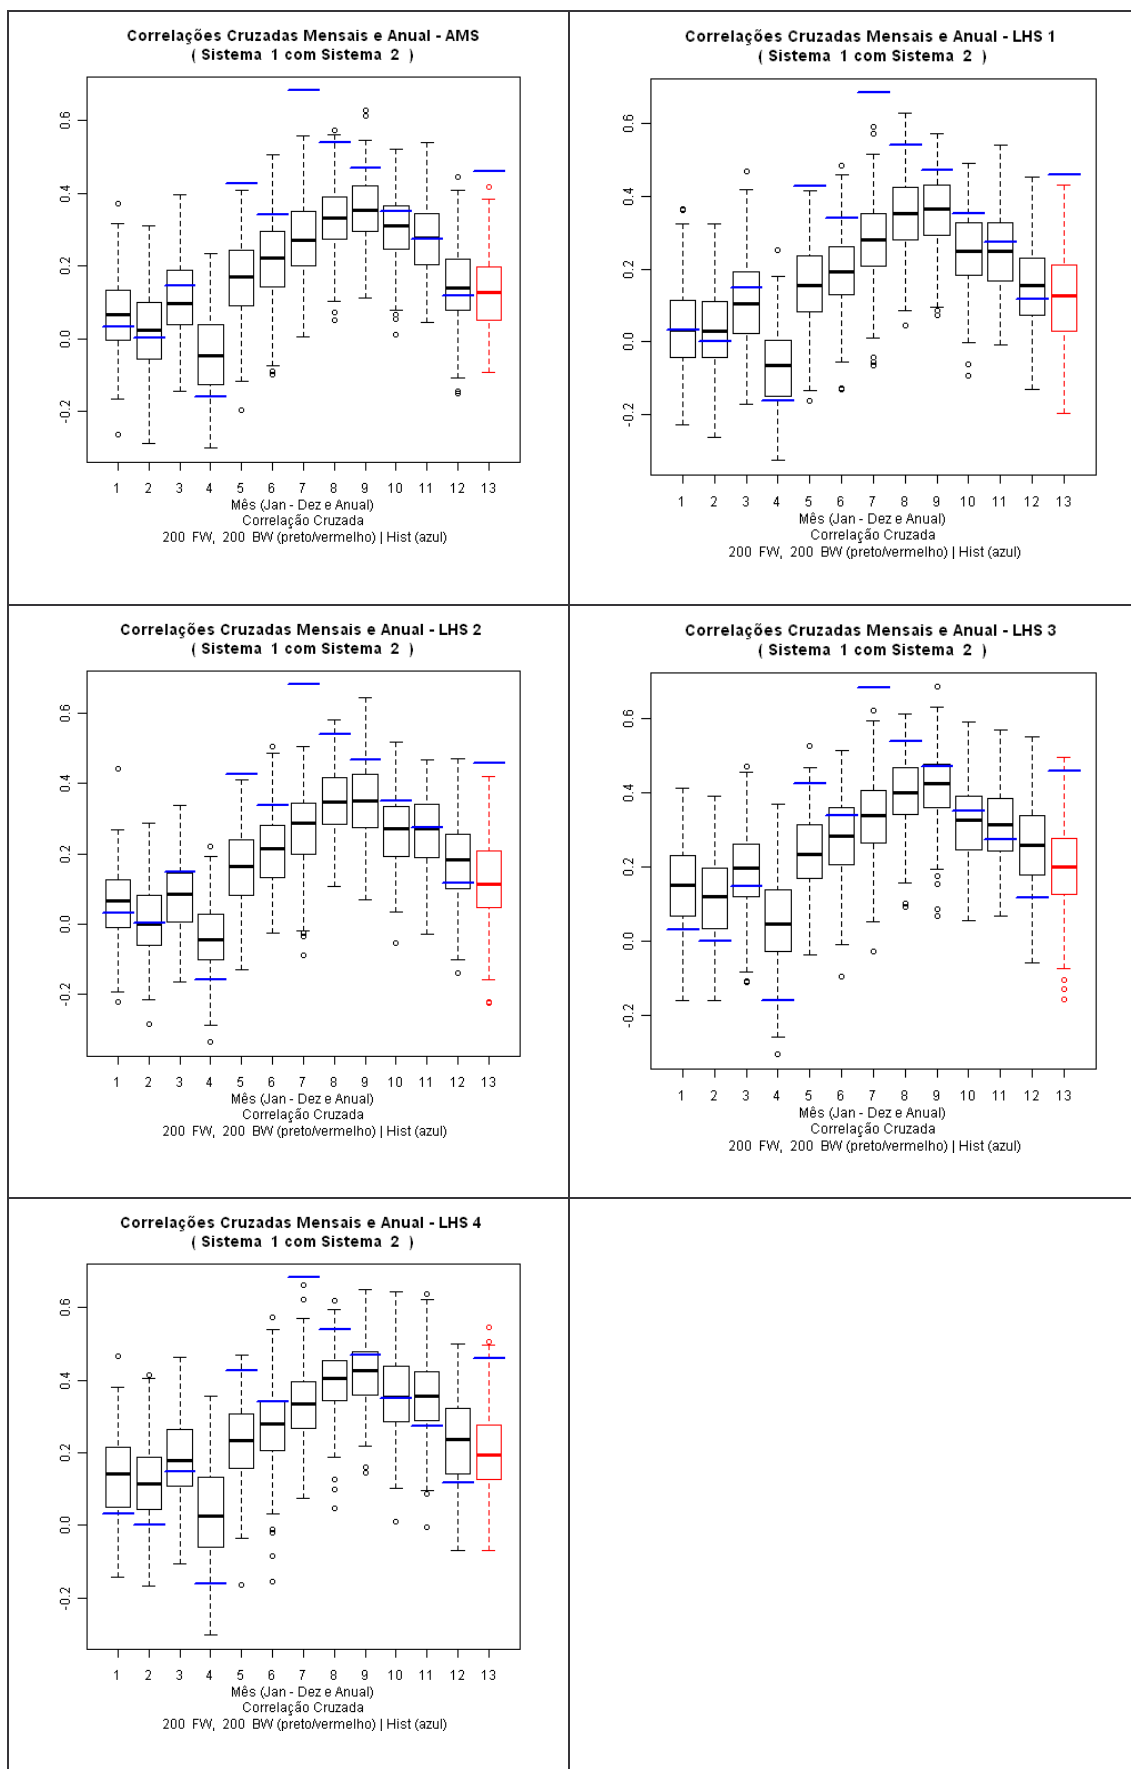 Correlações Cruzadas Mensais e Anual - AMS
( Sistema 1 com Sistema 2 )
0.6
0.4
0.2
0.0
-0.2
1 2 3 4 5 6 7 8 9 10 11 12 13
Mês (Jan - Dez e Anual)
Correlação Cruzada
200 FW, 200 BW (preto/vermelho) | Hist (azul)
Correlações Cruzadas Mensais e Anual - LHS 1
( Sistema 1 com Sistema 2 )
0.6
0.4
0.2
0.0
-0.2
1 2 3 4 5 6 7 8 9 10 11 12 13
Mês (Jan - Dez e Anual)
Correlação Cruzada
200 FW, 200 BW (preto/vermelho) | Hist (azul)
Correlações Cruzadas Mensais e Anual - LHS 2
( Sistema 1 com Sistema 2 )
0.6
0.4
0.2
0.0
-0.2
1 2 3 4 5 6 7 8 9 10 11 12 13
Mês (Jan - Dez e Anual)
Correlação Cruzada
200 FW, 200 BW (preto/vermelho) | Hist (azul)
Correlações Cruzadas Mensais e Anual - LHS 3
( Sistema 1 com Sistema 2 )
0.6
0.4
0.2
0.0
-0.2
1 2 3 4 5 6 7 8 9 10 11 12 13
Mês (Jan - Dez e Anual)
Correlação Cruzada
200 FW, 200 BW (preto/vermelho) | Hist (azul)
Correlações Cruzadas Mensais e Anual - LHS 4
( Sistema 1 com Sistema 2 )
0.6
0.4
0.2
0.0
-0.2
1 2 3 4 5 6 7 8 9 10 11 12 13
Mês (Jan - Dez e Anual)
Correlação Cruzada
200 FW, 200 BW (preto/vermelho) | Hist (azul)